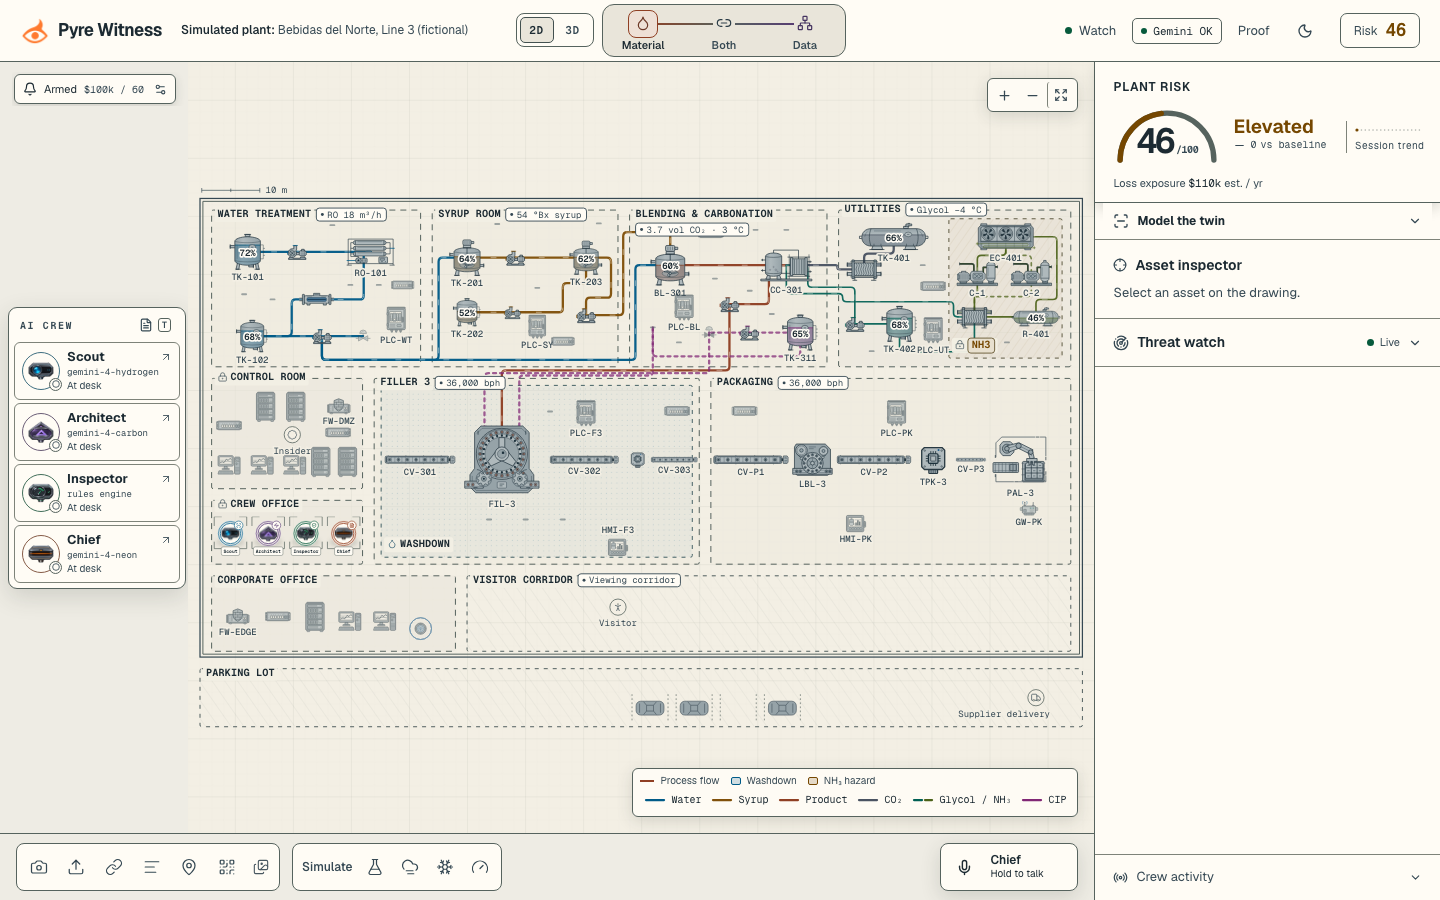 Pyre Witness
Simulated plant: Bebidas del Norte, Line 3 (fictional)
2D 3D
Material Both Data
Watch
Gemini OK
Proof
Risk 46
Armed $100k / 60
AI CREW T
Scout
gemini-4-hydrogen
At desk
Architect
gemini-4-carbon
At desk
Inspector
rules engine
At desk
Chief
gemini-4-neon
At desk
10 m
WATER TREATMENT • RO 18 m³/h
72%
TK-101
RO-101
68%
TK-102
PLC-WT
SYRUP ROOM • 54 °Bx syrup
64%
TK-201
62%
TK-203
52%
TK-202
PLC-SY
BLENDING & CARBONATION
• 3.7 vol CO₂ · 3 °C
60%
BL-301
CC-301
PLC-BL
65%
TK-311
UTILITIES • Glycol −4 °C
66%
TK-401
EC-401
C-1
C-2
68%
TK-402
PLC-UT
NH3
46%
R-401
CONTROL ROOM
FW-DMZ
Insider
FILLER 3 • 36,000 bph
PLC-F3
CV-301
FIL-3
CV-302
CV-303
HMI-F3
WASHDOWN
PACKAGING • 36,000 bph
PLC-PK
CV-P1
LBL-3
CV-P2
TPK-3
CV-P3
PAL-3
GW-PK
HMI-PK
CREW OFFICE
Scout Architect Inspector Chief
CORPORATE OFFICE
FW-EDGE
VISITOR CORRIDOR • Viewing corridor
Visitor
PARKING LOT
Supplier delivery
Process flow Washdown NH₃ hazard
Water Syrup Product CO₂ Glycol / NH₃ CIP
Simulate
Chief
Hold to talk
PLANT RISK
46 /100
Elevated
— 0 vs baseline
Session trend
Loss exposure $110k est. / yr
Model the twin
Asset inspector
Select an asset on the drawing.
Threat watch
Live
Crew activity